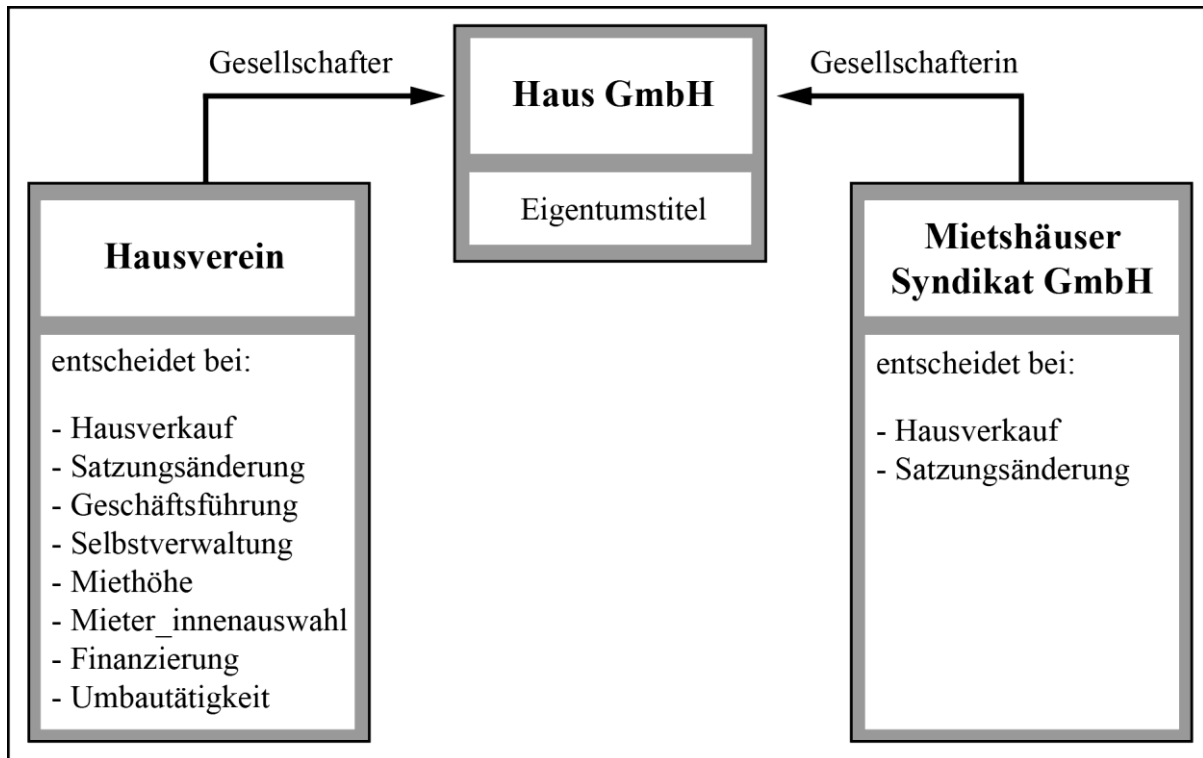 Gesellschafter
Haus GmbH
Gesellschafterin
Eigentumstitel
Hausverein
entscheidet bei:
- Hausverkauf
- Satzungsänderung
- Geschäftsführung
- Selbstverwaltung
- Miethöhe
- Mieter_innenauswahl
- Finanzierung
- Umbautätigkeit
Mietshäuser
Syndikat GmbH
entscheidet bei:
- Hausverkauf
- Satzungsänderung